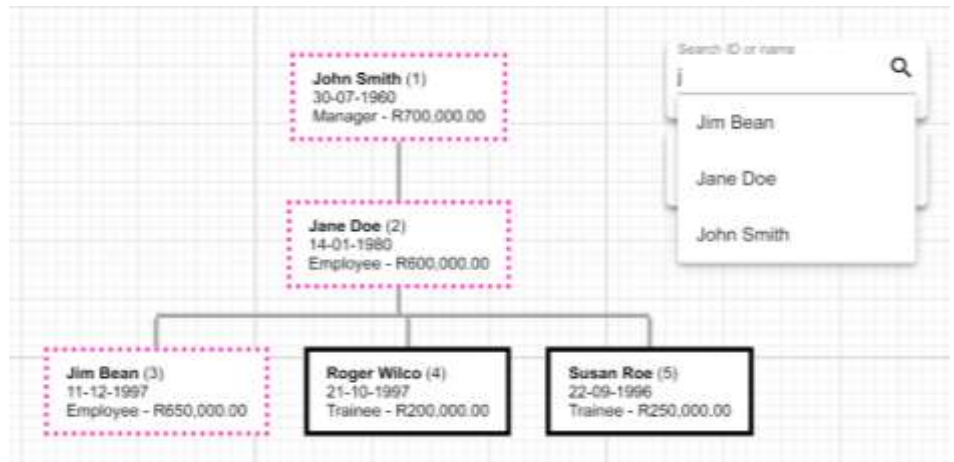 Search ID or name
j
Jim Bean
Jane Doe
John Smith
John Smith (1)
30-07-1960
Manager - R700,000.00
Jane Doe (2)
14-01-1980
Employee - R600,000.00
Jim Bean (3)
11-12-1997
Employee - R650,000.00
Roger Wilco (4)
21-10-1997
Trainee - R200,000.00
Susan Roe (5)
22-09-1996
Trainee - R250,000.00